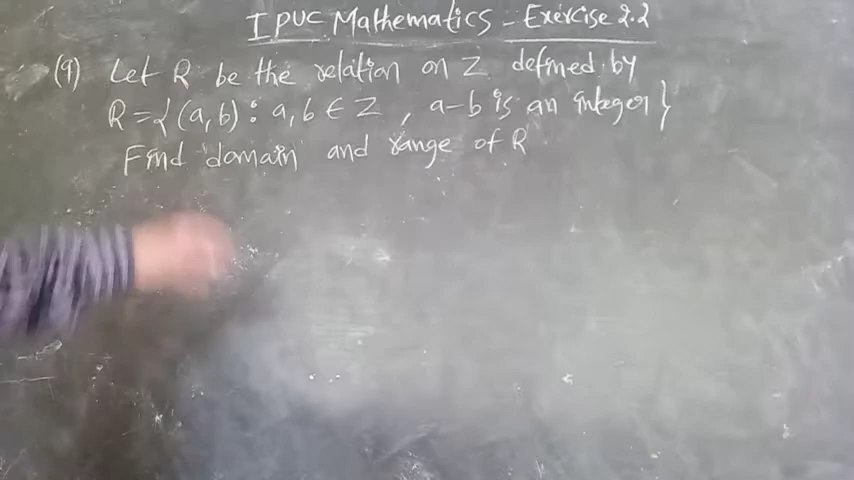 I PUC Mathematics - Exercise 2.2
(9) Let R be the relation on Z defined by
R = { (a, b) : a, b ∈ Z , a-b is an integer }
Find domain and range of R